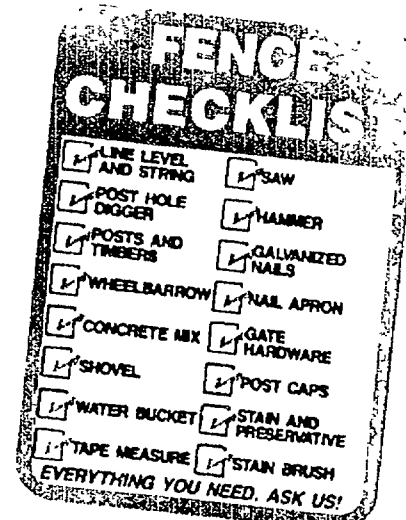 FENCE
CHECKLIST
LINE LEVEL
AND STRING
POST HOLE
DIGGER
POSTS AND
TIMBERS
WHEELBARROW
CONCRETE MIX
SHOVEL
WATER BUCKET
TAPE MEASURE
SAW
HAMMER
GALVANIZED
NAILS
NAIL APRON
GATE
HARDWARE
POST CAPS
STAIN AND
PRESERVATIVE
STAIN BRUSH
EVERYTHING YOU NEED. ASK US!